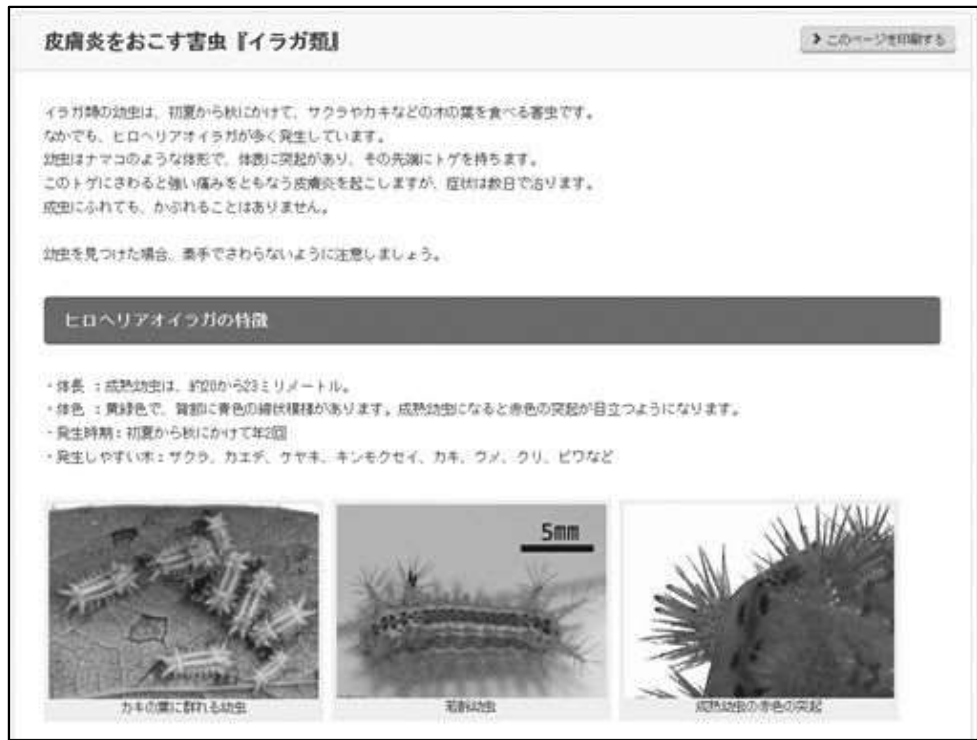 皮膚炎をおこす害虫『イラガ類』
このページを印刷する
イラガ類の幼虫は、初夏から秋にかけて、サクラやカキなどの木の葉を食べる害虫です。
なかでも、ヒロヘリアオイラガが多く発生しています。
幼虫はナマコのような体形で、体表に突起があり、その先端にトゲを持ちます。
このトゲにさわると強い痛みをともなう皮膚炎を起こしますが、症状は数日で治ります。
成虫にふれても、かぶれることはありません。
幼虫を見つけた場合、素手でさわらないように注意しましょう。
ヒロヘリアオイラガの特徴
・体長 :成熟幼虫は、約20から23ミリメートル。
・体色 :黄緑色で、背部に青色の線状模様があります。成熟幼虫になると赤色の突起が目立つようになります。
・発生時期:初夏から秋にかけて年2回
・発生しやすい木:サクラ、カエデ、ケヤキ、キンモクセイ、カキ、ウメ、クリ、ビワなど
5mm
カキの葉に群れる幼虫
若齢幼虫
成熟幼虫の赤色の突起